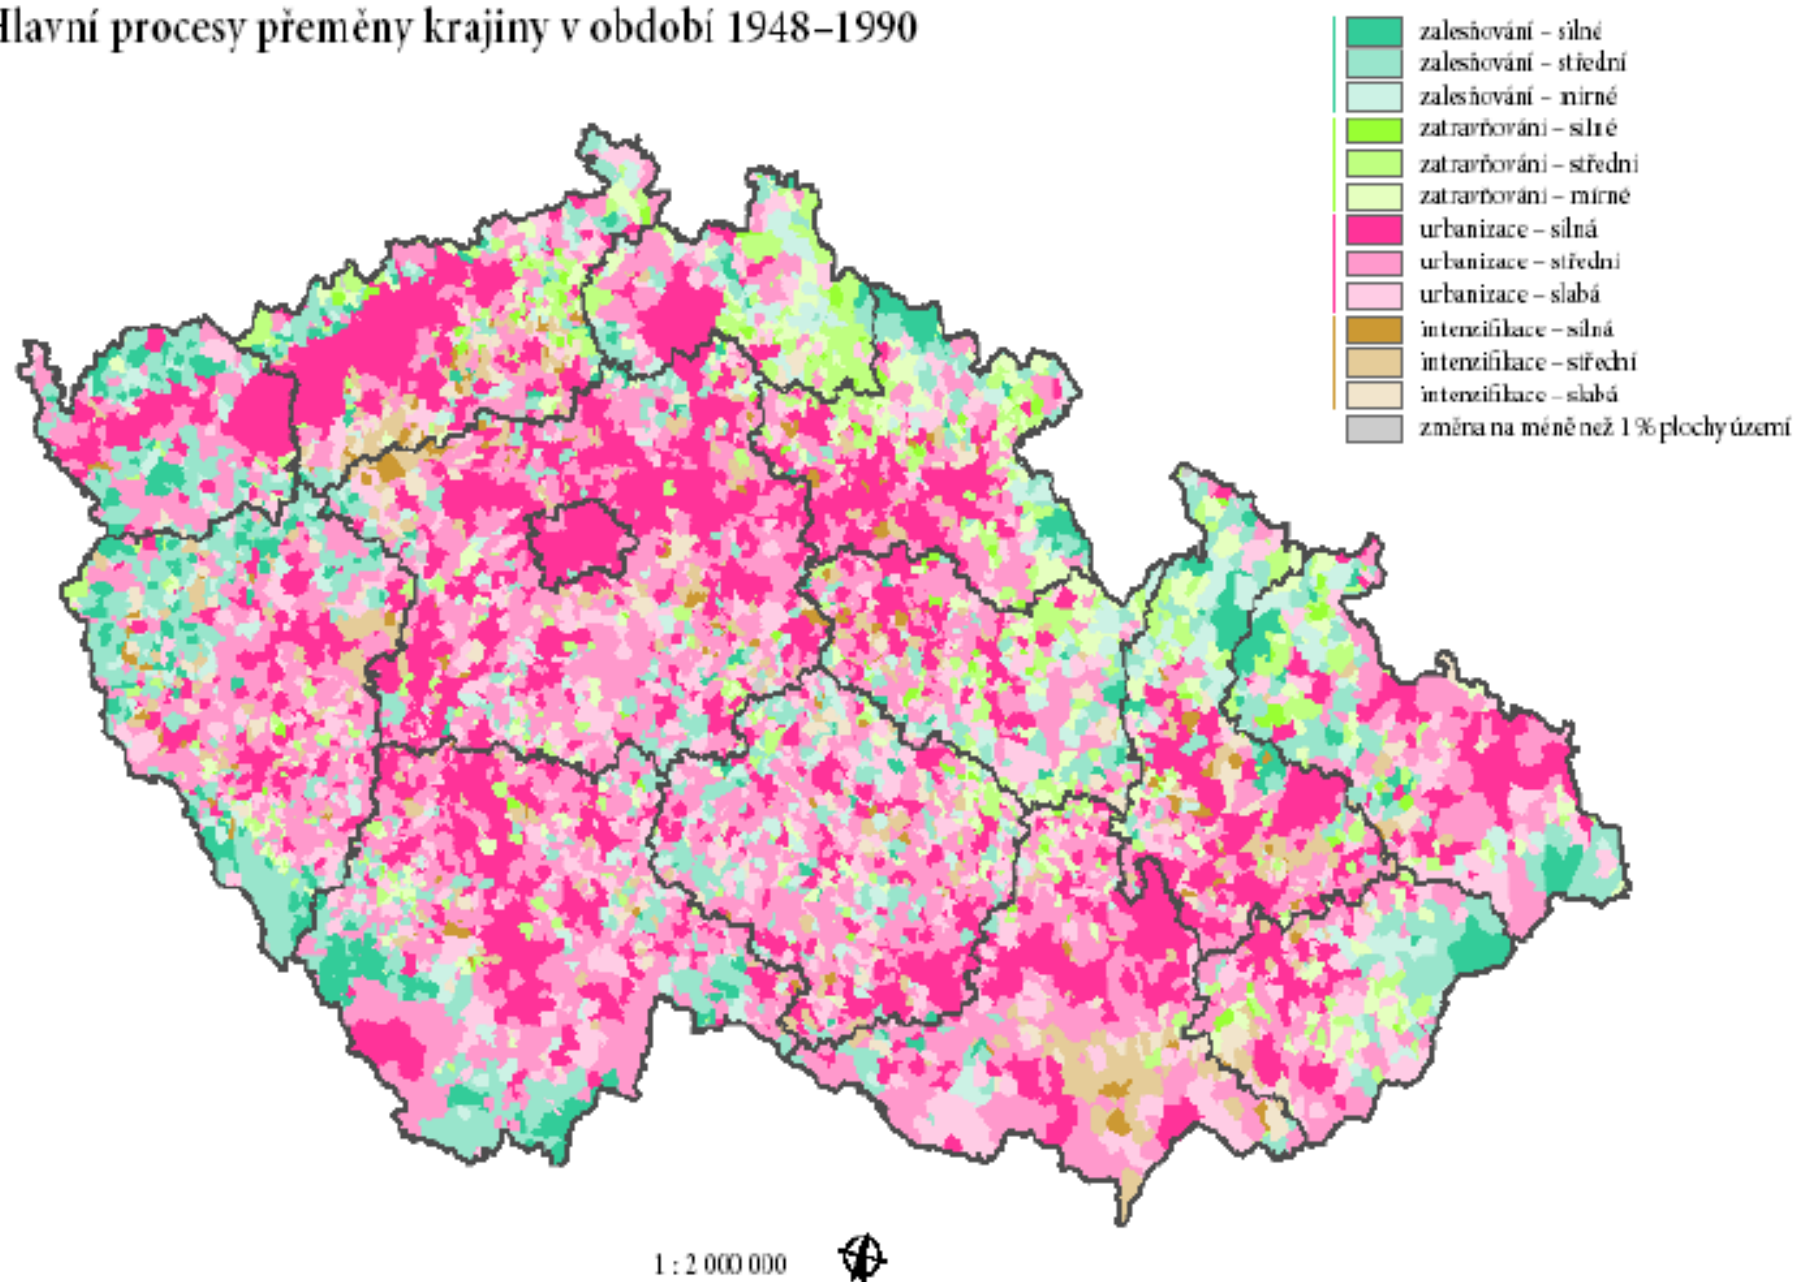 Hlavní procesy přeměny krajiny v období 1948–1990
zalesňování – silné
zalesňování – střední
zalesňování – mírné
zatravňování – silné
zatravňování – střední
zatravňování – mírné
urbanizace – silná
urbanizace – střední
urbanizace – slabá
intenzifikace – silná
intenzifikace – střední
intenzifikace – slabá
změna na méně než 1 % plochy území
1 : 2 000 000